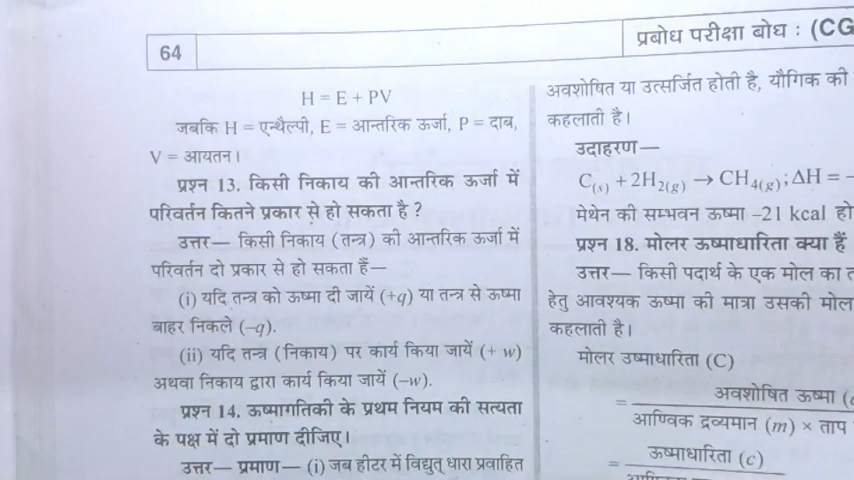 64
प्रबोध परीक्षा बोध : (CG
H = E + PV
जबकि H = एन्थैल्पी, E = आन्तरिक ऊर्जा, P = दाब,
V = आयतन।
प्रश्न 13. किसी निकाय की आन्तरिक ऊर्जा में
परिवर्तन कितने प्रकार से हो सकता है ?
उत्तर— किसी निकाय (तन्त्र) की आन्तरिक ऊर्जा में
परिवर्तन दो प्रकार से हो सकता हैं—
(i) यदि तन्त्र को ऊष्मा दी जायें (+q) या तन्त्र से ऊष्मा
बाहर निकले (–q).
(ii) यदि तन्त्र (निकाय) पर कार्य किया जायें (+ w)
अथवा निकाय द्वारा कार्य किया जायें (–w).
प्रश्न 14. ऊष्मागतिकी के प्रथम नियम की सत्यता
के पक्ष में दो प्रमाण दीजिए।
उत्तर— प्रमाण— (i) जब हीटर में विद्युत् धारा प्रवाहित
अवशोषित या उत्सर्जित होती है, यौगिक की
कहलाती है।
उदाहरण—
C(s) + 2H2(g) → CH4(g); ΔH = –
मेथेन की सम्भवन ऊष्मा –21 kcal हो
प्रश्न 18. मोलर ऊष्माधारिता क्या हैं
उत्तर— किसी पदार्थ के एक मोल का त
हेतु आवश्यक ऊष्मा की मात्रा उसकी मोल
कहलाती है।
मोलर उष्माधारिता (C)
= अवशोषित ऊष्मा (
आण्विक द्रव्यमान (m) × ताप
= ऊष्माधारिता (c)